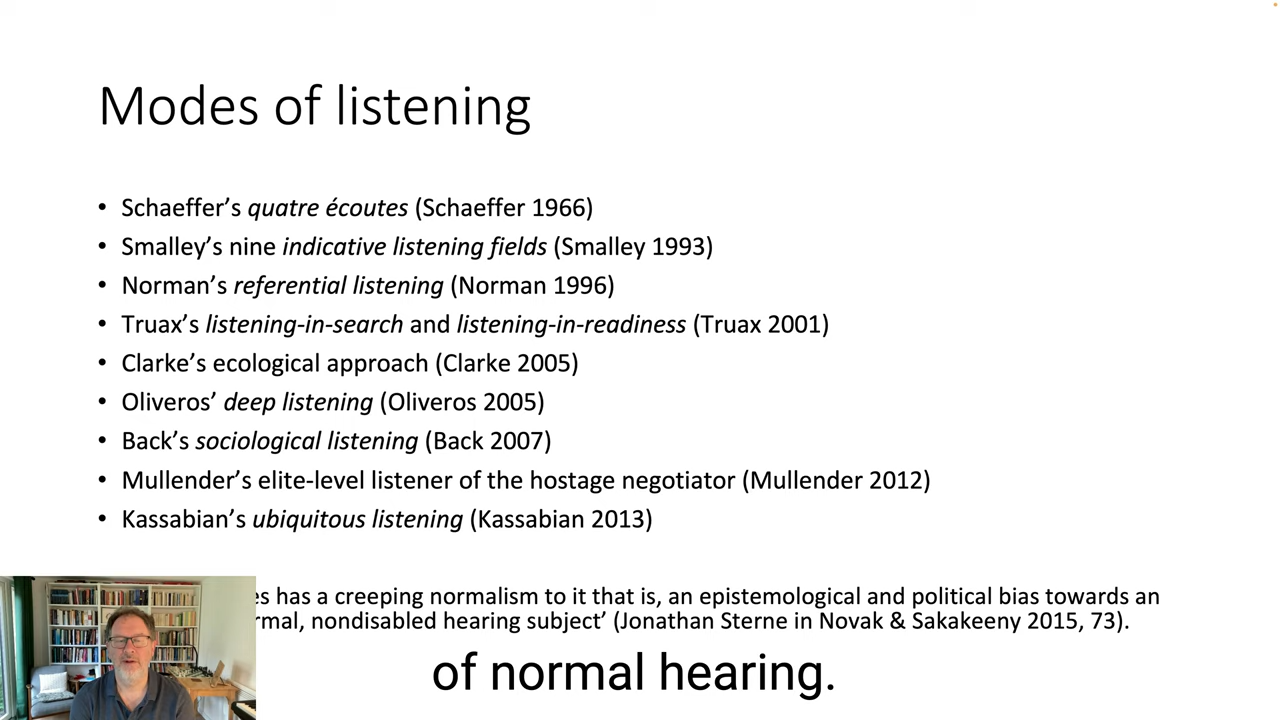 Modes of listening
• Schaeffer’s quatre écoutes (Schaeffer 1966)
• Smalley’s nine indicative listening fields (Smalley 1993)
• Norman’s referential listening (Norman 1996)
• Truax’s listening-in-search and listening-in-readiness (Truax 2001)
• Clarke’s ecological approach (Clarke 2005)
• Oliveros’ deep listening (Oliveros 2005)
• Back’s sociological listening (Back 2007)
• Mullender’s elite-level listener of the hostage negotiator (Mullender 2012)
• Kassabian’s ubiquitous listening (Kassabian 2013)
has a creeping normalism to it that is, an epistemological and political bias towards an
nondisabled hearing subject’ (Jonathan Sterne in Novak & Sakakeeny 2015, 73).
of normal hearing.